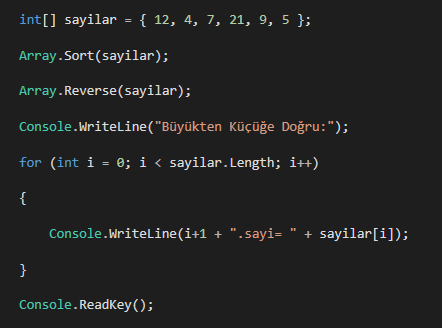 int[] sayilar = { 12, 4, 7, 21, 9, 5 };
Array.Sort(sayilar);
Array.Reverse(sayilar);
Console.WriteLine("Büyükten Küçüğe Doğru:");
for (int i = 0; i < sayilar.Length; i++)
{
    Console.WriteLine(i+1 + ".sayi= " + sayilar[i]);
}
Console.ReadKey();